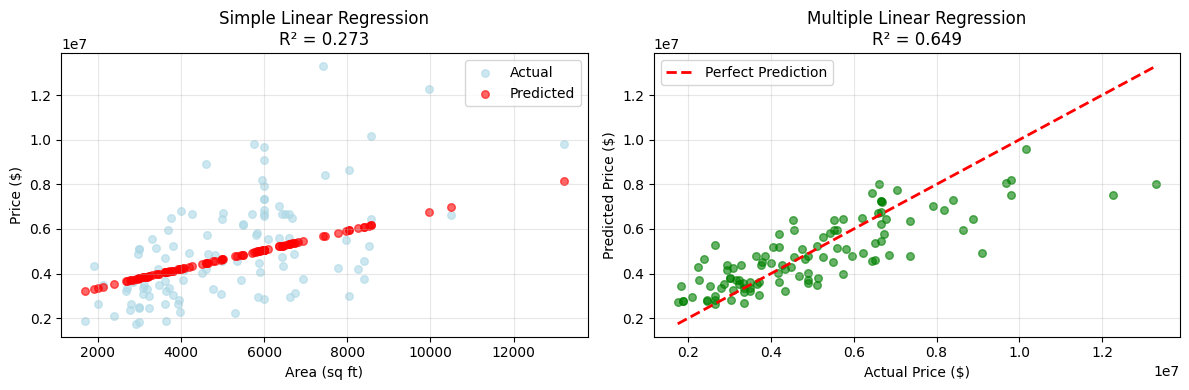 Simple Linear Regression
R² = 0.273
1e7
Actual
Predicted
1.2
1.0
0.8
0.6
0.4
0.2
Price ($)
2000 4000 6000 8000 10000 12000
Area (sq ft)
Multiple Linear Regression
R² = 0.649
1e7
Perfect Prediction
1.2
1.0
0.8
0.6
0.4
0.2
Predicted Price ($)
0.2 0.4 0.6 0.8 1.0 1.2
1e7
Actual Price ($)